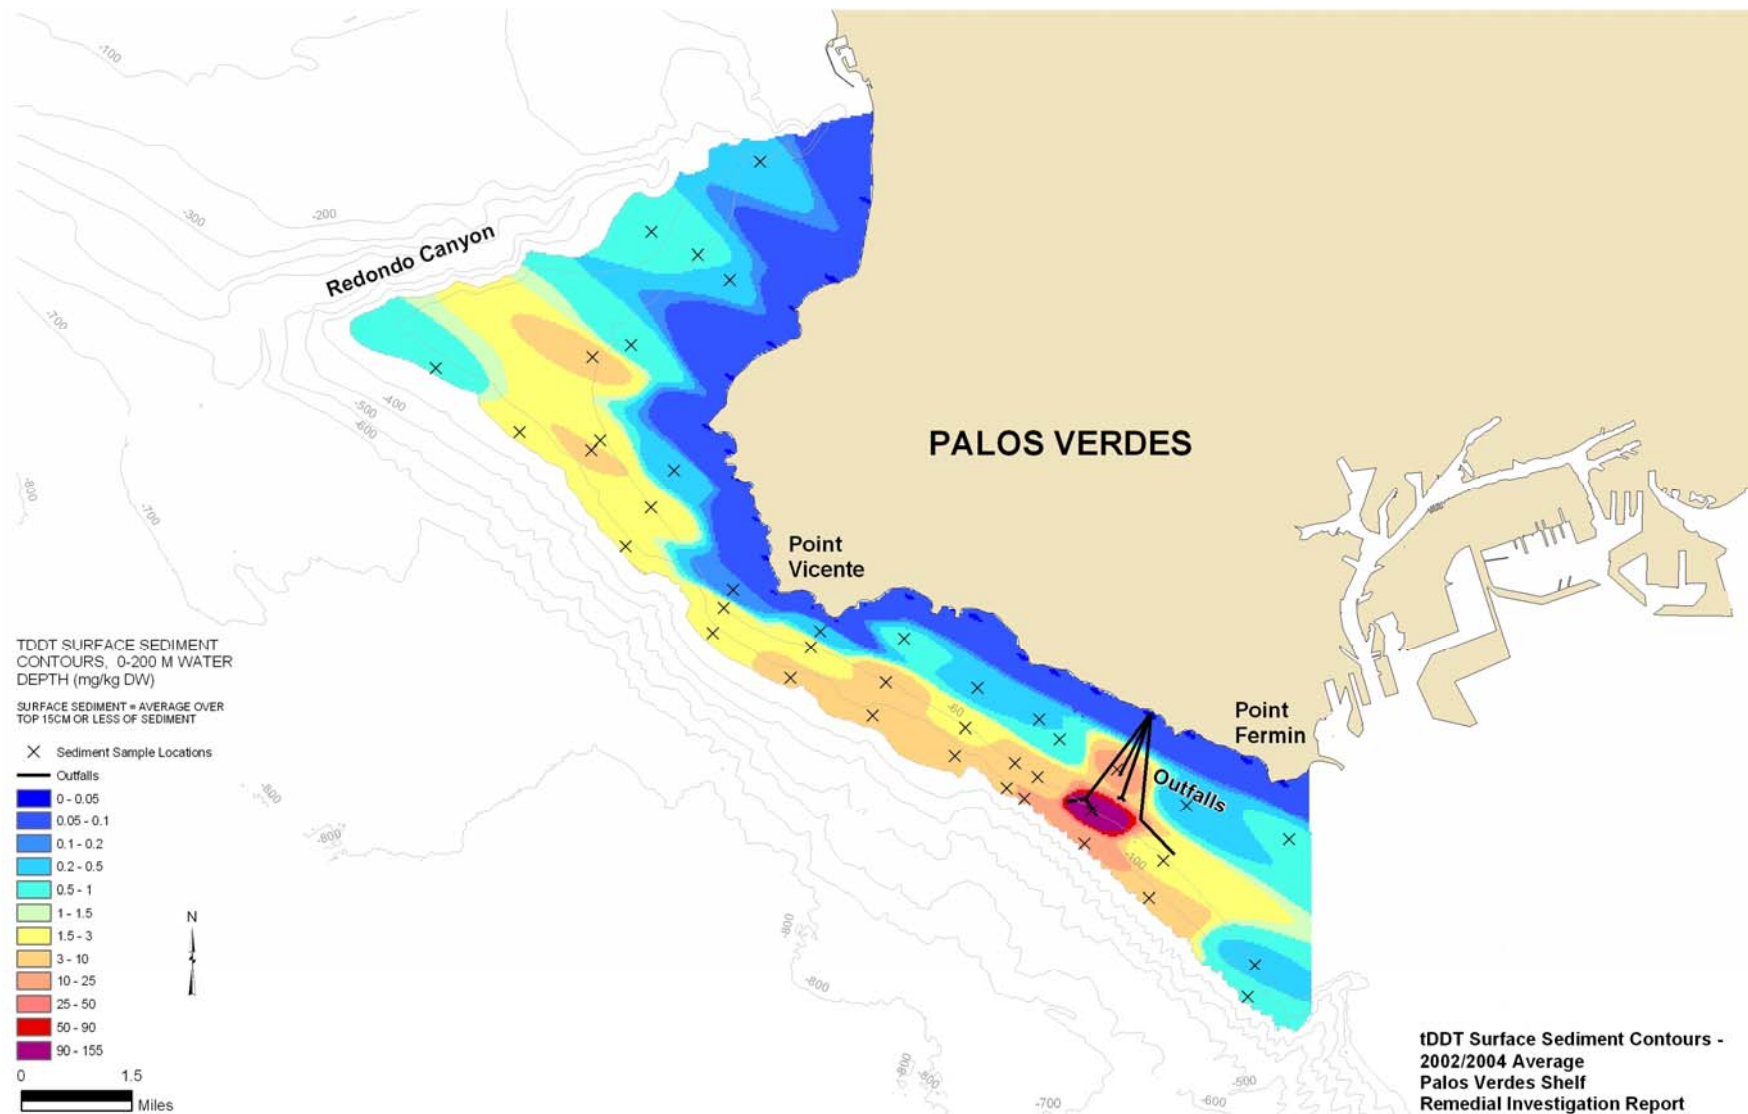 -100
-300
-200
Redondo Canyon
-700
-400
-500
-600
-800
-700
PALOS VERDES
Point
Vicente
-60
Point
Fermin
Outfalls
-100
TDDT SURFACE SEDIMENT
CONTOURS, 0-200 M WATER
DEPTH (mg/kg DW)
SURFACE SEDIMENT = AVERAGE OVER
TOP 15CM OR LESS OF SEDIMENT
Sediment Sample Locations
Outfalls
0 - 0.05
0.05 - 0.1
0.1 - 0.2
0.2 - 0.5
0.5 - 1
1 - 1.5
1.5 - 3
3 - 10
10 - 25
25 - 50
50 - 90
90 - 155
N
0 1.5
Miles
-800
-800
-800
-800
-800
-800
-700
-600
-500
tDDT Surface Sediment Contours -
2002/2004 Average
Palos Verdes Shelf
Remedial Investigation Report